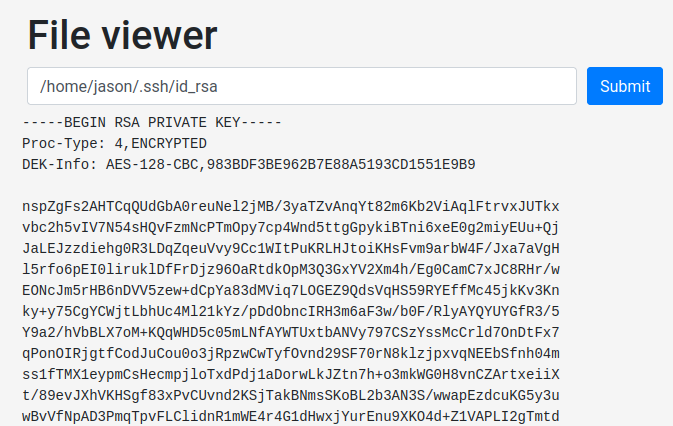 File viewer
/home/jason/.ssh/id_rsa
Submit
-----BEGIN RSA PRIVATE KEY-----
Proc-Type: 4,ENCRYPTED
DEK-Info: AES-128-CBC,983BDF3BE962B7E88A5193CD1551E9B9
nspZgFs2AHTCqQUdGbA0reuNel2jMB/3yaTZvAnqYt82m6Kb2ViAqlFtrvxJUTkx
vbc2h5vIV7N54sHQvFzmNcPTmOpy7cp4Wnd5ttgGpykiBTni6xeE0g2miyEUu+Qj
JaLEJzzdiehg0R3LDqZqeuVvy9Cc1WItPuKRLHJtoiKHsFvm9arbW4F/Jxa7aVgH
l5rfo6pEI0liruklDfFrDjz96OaRtdkOpM3Q3GxYV2Xm4h/Eg0CamC7xJC8RHr/w
EONcJm5rHB6nDVV5zew+dCpYa83dMViq7LOGEZ9QdsVqHS59RYEffMc45jkKv3Kn
ky+y75CgYCWjtLbhUc4Ml21kYz/pDdObncIRH3m6aF3w/b0F/RlyAYQYUYGfR3/5
Y9a2/hVbBLX7oM+KQqWHD5c05mLNfAYWTUxtbANVy797CSzYssMcCrld7OnDtFx7
qPonOIRjgtfCodJuCou0o3jRpzwCwTyfOvnd29SF70rN8klzjpxvqNEEbSfnh04m
ss1fTMX1eypmCsHecmpjloTxdPdj1aDorwLkJZtn7h+o3mkWG0H8vnCZArtxeiiX
t/89evJXhVKHSgf83xPvCUvnd2KSjTakBNmsSKoBL2b3AN3S/wwapEzdcuKG5y3u
wBvVfNpAD3PmqTpvFLClidnR1mWE4r4G1dHwxjYurEnu9XKO4d+Z1VAPLI2gTmtd